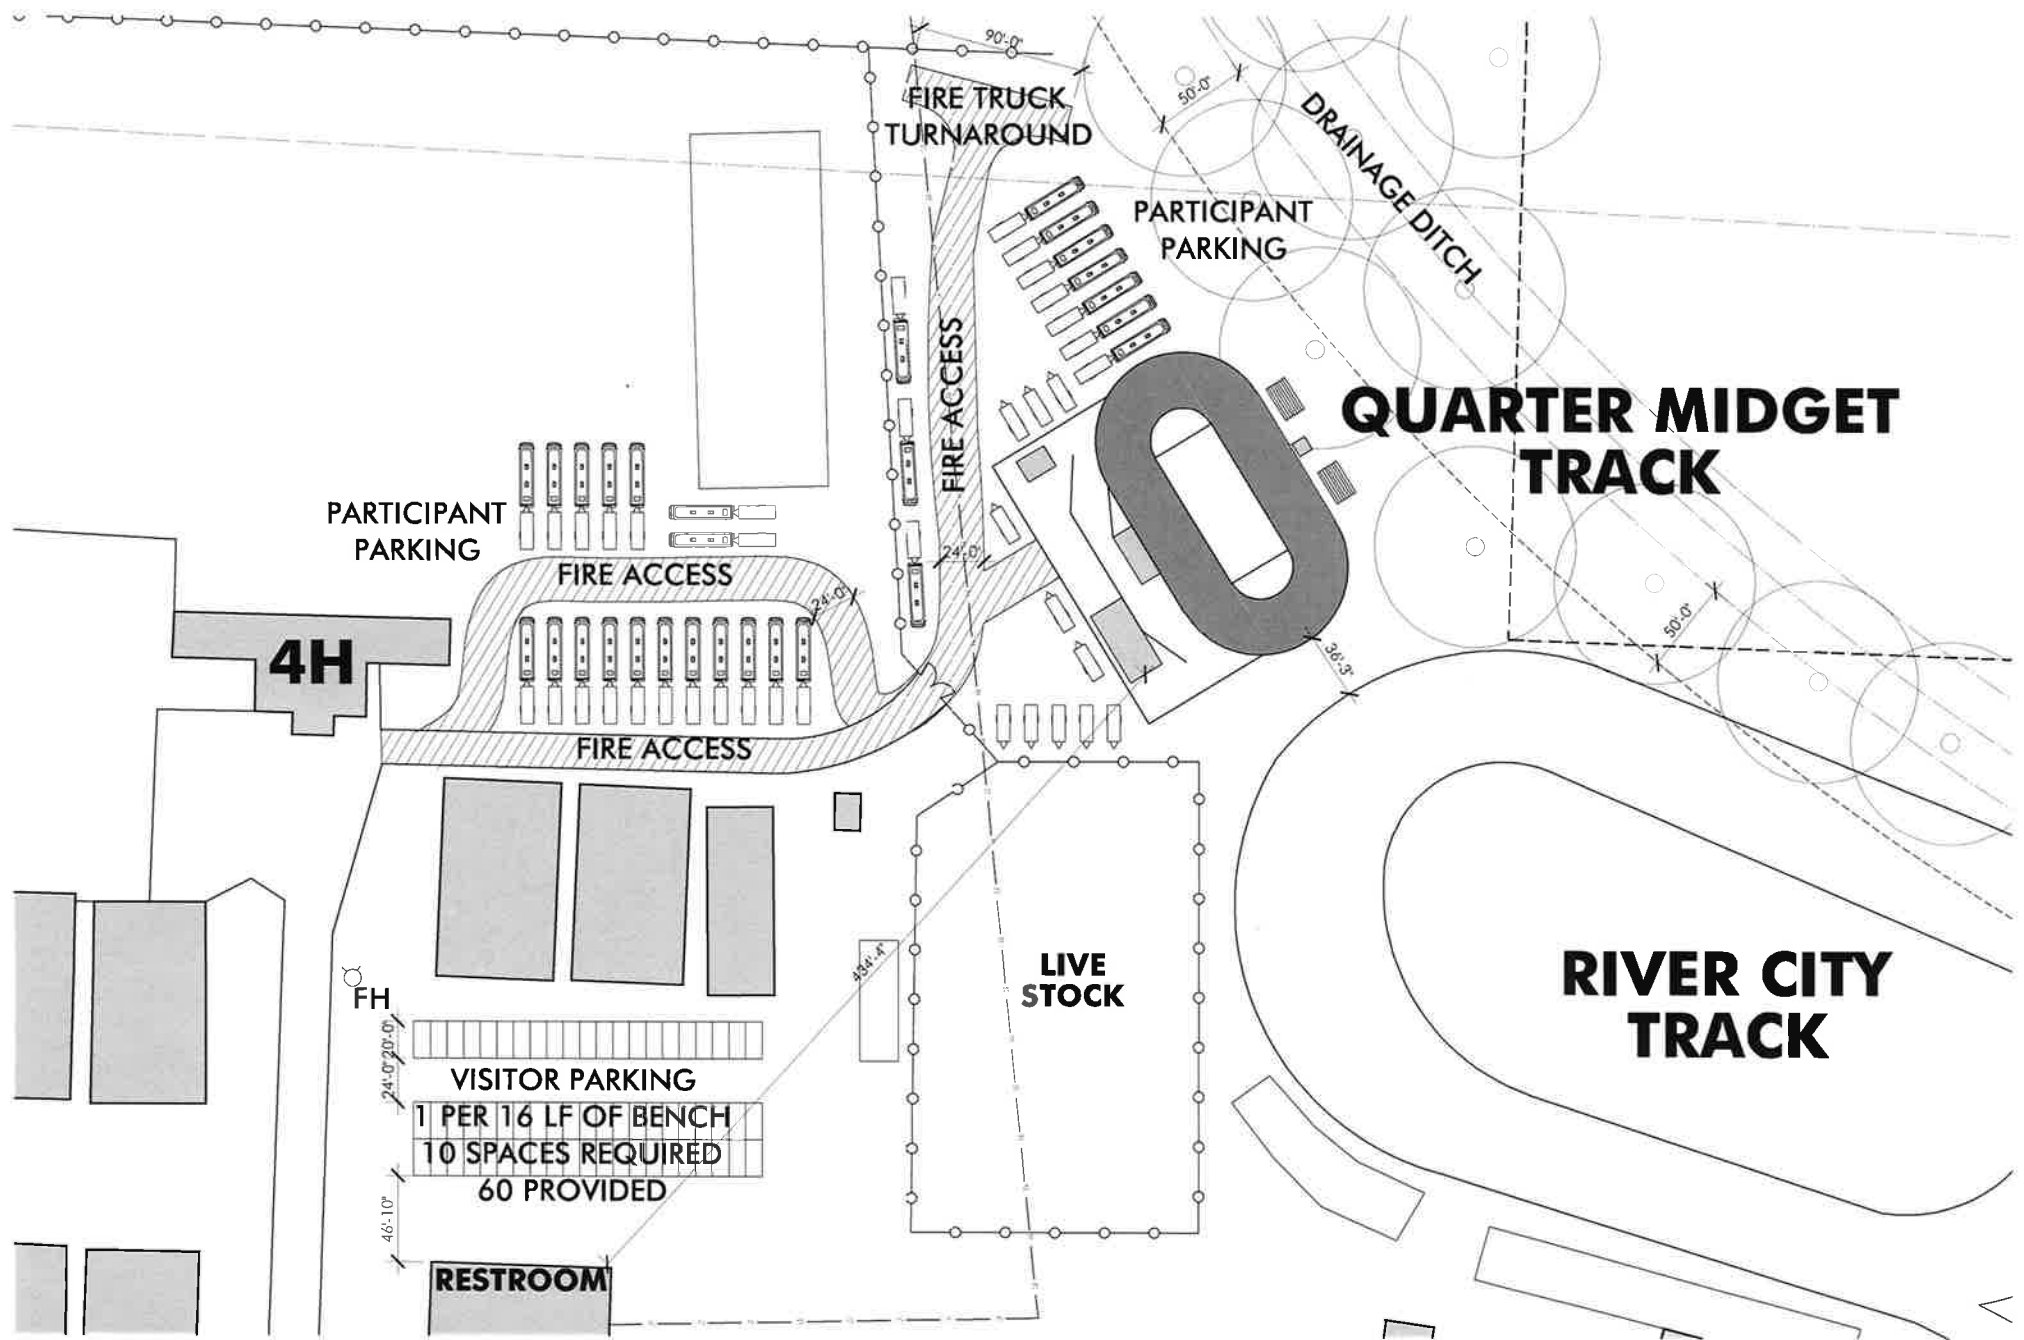 90'-0"
FIRE TRUCK
TURNAROUND
50'-0"
DRAINAGE DITCH
PARTICIPANT
PARKING
FIRE ACCESS
QUARTER MIDGET
TRACK
PARTICIPANT
PARKING
FIRE ACCESS
24'-0"
24'-0"
50'-0"
36'-3"
4H
FIRE ACCESS
LIVE
STOCK
434'-4"
RIVER CITY
TRACK
FH
20'-0"
24'-0"
VISITOR PARKING
1 PER 16 LF OF BENCH
10 SPACES REQUIRED
60 PROVIDED
46'-10"
RESTROOM